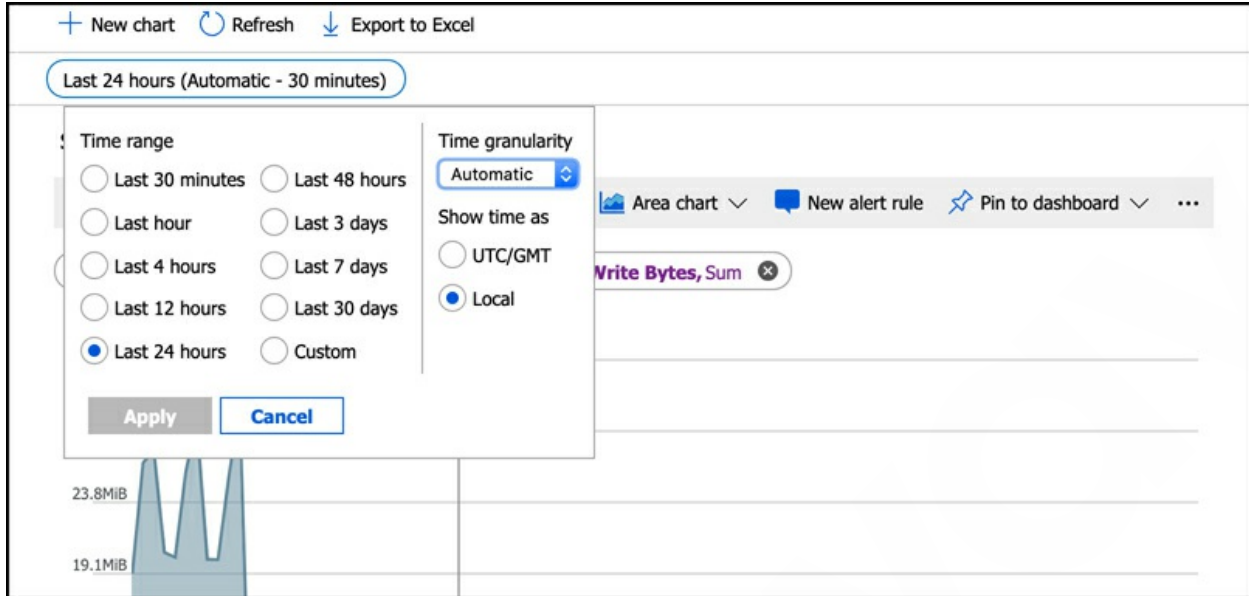 New chart Refresh Export to Excel
Last 24 hours (Automatic - 30 minutes)
Time range
Last 30 minutes Last 48 hours
Last hour Last 3 days
Last 4 hours Last 7 days
Last 12 hours Last 30 days
Last 24 hours Custom
Apply Cancel
Time granularity
Automatic
Show time as
UTC/GMT
Local
Area chart New alert rule Pin to dashboard ...
Write Bytes, Sum
23.8MiB
19.1MiB